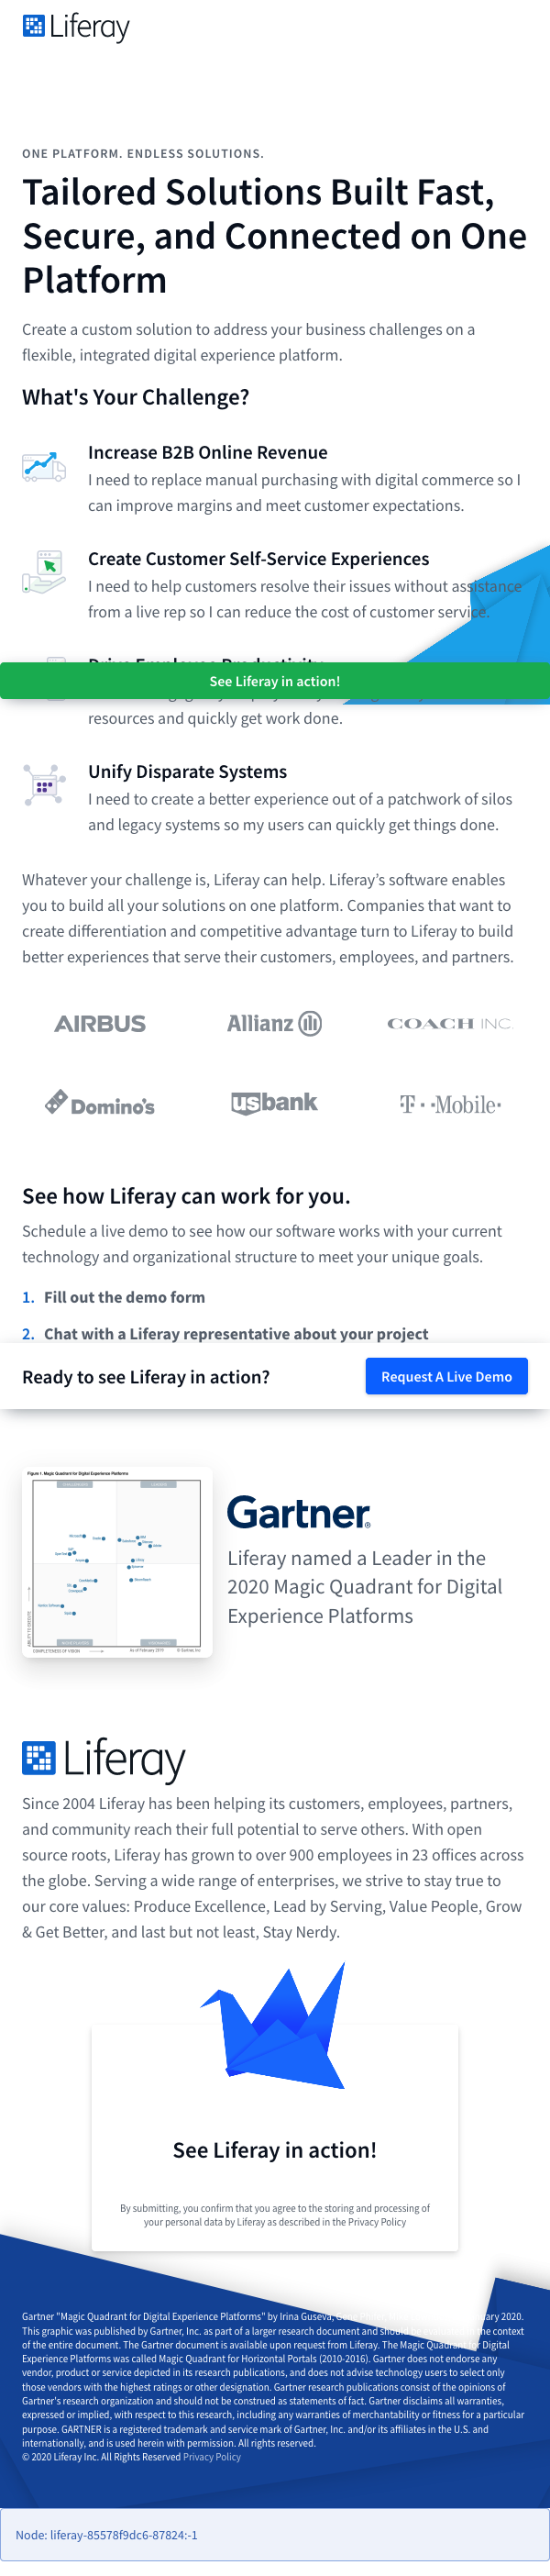 Liferay
ONE PLATFORM. ENDLESS SOLUTIONS.
Tailored Solutions Built Fast,
Secure, and Connected on One
Platform
Create a custom solution to address your business challenges on a
flexible, integrated digital experience platform.
What's Your Challenge?
Increase B2B Online Revenue
I need to replace manual purchasing with digital commerce so I
can improve margins and meet customer expectations.
Create Customer Self-Service Experiences
I need to help customers resolve their issues without assistance
from a live rep so I can reduce the cost of customer service.
Drive Employee Productivity
See Liferay in action!
resources and quickly get work done.
Unify Disparate Systems
I need to create a better experience out of a patchwork of silos
and legacy systems so my users can quickly get things done.
Whatever your challenge is, Liferay can help. Liferay’s software enables
you to build all your solutions on one platform. Companies that want to
create differentiation and competitive advantage turn to Liferay to build
better experiences that serve their customers, employees, and partners.
AIRBUS Allianz COACH INC.
Domino's usbank T··Mobile·
See how Liferay can work for you.
Schedule a live demo to see how our software works with your current
technology and organizational structure to meet your unique goals.
1. Fill out the demo form
2. Chat with a Liferay representative about your project
Ready to see Liferay in action? Request A Live Demo
Figure 1. Magic Quadrant for Digital Experience Platforms
COMPLETENESS OF VISION As of February 2019 © Gartner, Inc
Gartner®
Liferay named a Leader in the
2020 Magic Quadrant for Digital
Experience Platforms
Liferay
Since 2004 Liferay has been helping its customers, employees, partners,
and community reach their full potential to serve others. With open
source roots, Liferay has grown to over 900 employees in 23 offices across
the globe. Serving a wide range of enterprises, we strive to stay true to
our core values: Produce Excellence, Lead by Serving, Value People, Grow
& Get Better, and last but not least, Stay Nerdy.
See Liferay in action!
By submitting, you confirm that you agree to the storing and processing of
your personal data by Liferay as described in the Privacy Policy
Gartner "Magic Quadrant for Digital Experience Platforms" by Irina Guseva, ary 2020.
This graphic was published by Gartner, Inc. as part of a larger research document and should be he context
of the entire document. The Gartner document is available upon request from Liferay. The Magic Quadrant for Digital
Experience Platforms was called Magic Quadrant for Horizontal Portals (2010-2016). Gartner does not endorse any
vendor, product or service depicted in its research publications, and does not advise technology users to select only
those vendors with the highest ratings or other designation. Gartner research publications consist of the opinions of
Gartner's research organization and should not be construed as statements of fact. Gartner disclaims all warranties,
expressed or implied, with respect to this research, including any warranties of merchantability or fitness for a particular
purpose. GARTNER is a registered trademark and service mark of Gartner, Inc. and/or its affiliates in the U.S. and
internationally, and is used herein with permission. All rights reserved.
© 2020 Liferay Inc. All Rights Reserved Privacy Policy
Node: liferay-85578f9dc6-87824:-1